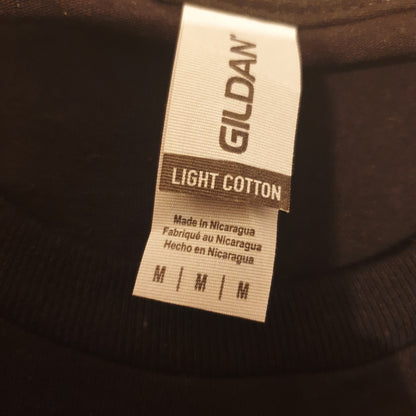 GILDAN
LIGHT COTTON
Made in Nicaragua
Fabriqué au Nicaragua
Hecho en Nicaragua
M | M | M